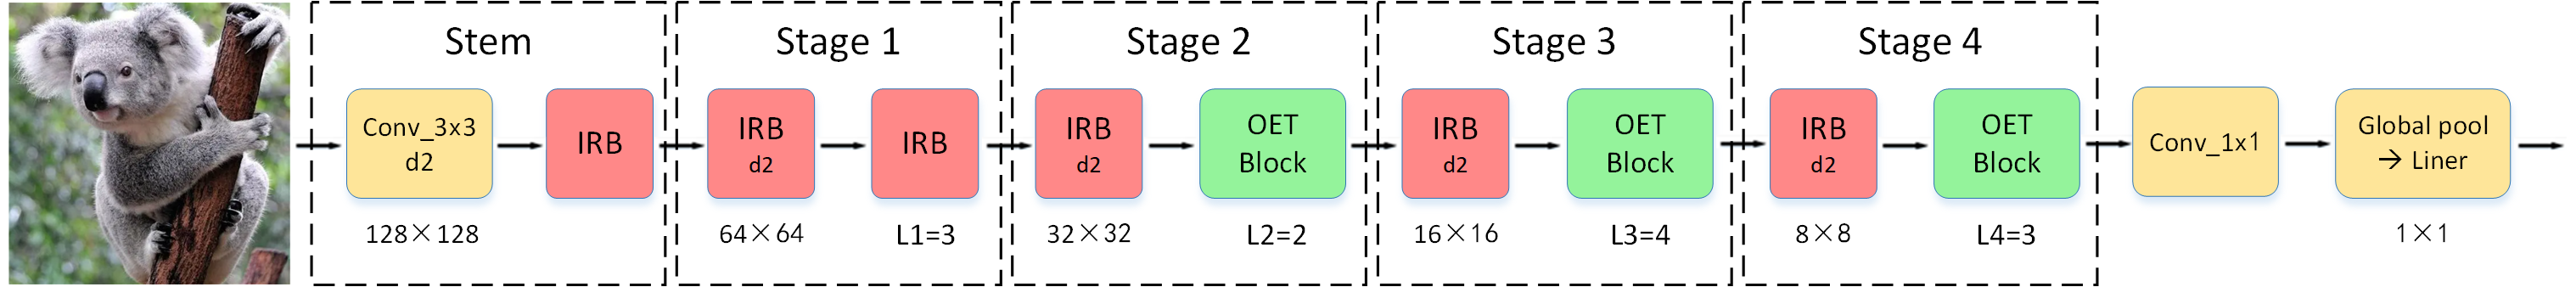 Stem
Conv_3x3
d2
128×128
IRB
Stage 1
IRB
d2
64×64
IRB
L1=3
Stage 2
IRB
d2
32×32
OET
Block
L2=2
Stage 3
IRB
d2
16×16
OET
Block
L3=4
Stage 4
IRB
d2
8×8
OET
Block
L4=3
Conv_1x1
Global pool
→ Liner
1×1